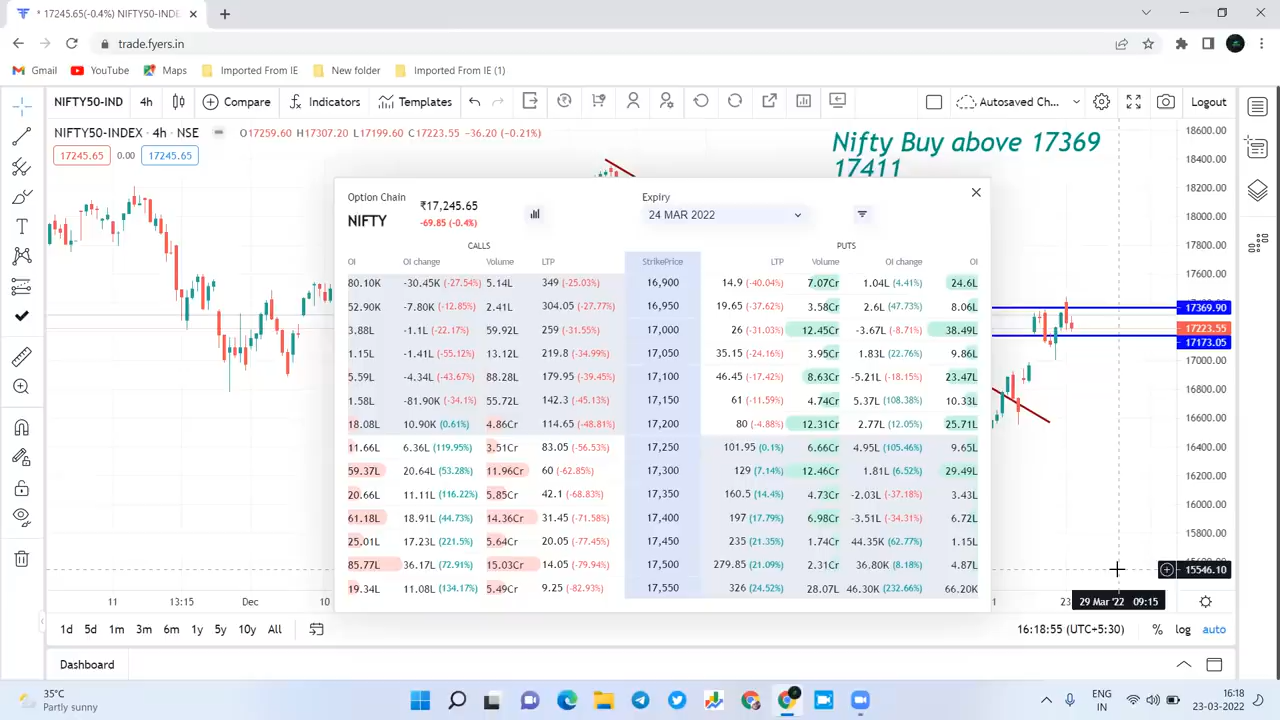 * 17245.65(-0.4%) NIFTY50-INDE
trade.fyers.in
Gmail YouTube Maps Imported From IE New folder Imported From IE (1)
NIFTY50-IND 4h Compare Indicators Templates Autosaved Ch... Logout
NIFTY50-INDEX · 4h · NSE O17259.60 H17307.20 L17199.60 C17223.55 -36.20 (-0.21%)
17245.65 0.00 17245.65
Nifty Buy above 17369
17411
Option Chain ₹17,245.65 Expiry
NIFTY -69.85 (-0.4%) 24 MAR 2022
CALLS PUTS
OI OI change Volume LTP StrikePrice LTP Volume OI change OI
80.10K -30.45K (-27.54%) 5.14L 349 (-25.03%) 16,900 14.9 (-40.04%) 7.07Cr 1.04L (4.41%) 24.6L
52.90K -7.80K (-12.85%) 2.41L 304.05 (-27.77%) 16,950 19.65 (-37.62%) 3.58Cr 2.6L (47.73%) 8.06L
3.88L -1.1L (-22.17%) 59.92L 259 (-31.55%) 17,000 26 (-31.03%) 12.45Cr -3.67L (-8.71%) 38.49L
1.15L -1.41L (-55.12%) 13.12L 219.8 (-34.99%) 17,050 35.15 (-24.16%) 3.95Cr 1.83L (22.76%) 9.86L
5.59L -4.34L (-43.67%) 88.28L 179.95 (-39.45%) 17,100 46.45 (-17.42%) 8.63Cr -5.21L (-18.15%) 23.47L
1.58L -81.90K (-34.1%) 55.72L 142.3 (-45.13%) 17,150 61 (-11.59%) 4.74Cr 5.37L (108.38%) 10.33L
18.08L 10.90K (0.61%) 4.86Cr 114.65 (-48.81%) 17,200 80 (-4.88%) 12.31Cr 2.77L (12.05%) 25.71L
11.66L 6.36L (119.95%) 3.51Cr 83.05 (-56.53%) 17,250 101.95 (0.1%) 6.66Cr 4.95L (105.46%) 9.65L
59.37L 20.64L (53.28%) 11.96Cr 60 (-62.85%) 17,300 129 (7.14%) 12.46Cr 1.81L (6.52%) 29.49L
20.66L 11.11L (116.22%) 5.85Cr 42.1 (-68.83%) 17,350 160.5 (14.4%) 4.73Cr -2.03L (-37.18%) 3.43L
61.18L 18.91L (44.73%) 14.36Cr 31.45 (-71.58%) 17,400 197 (17.79%) 6.98Cr -3.51L (-34.31%) 6.72L
25.01L 17.23L (221.5%) 5.64Cr 20.05 (-77.45%) 17,450 235 (21.35%) 1.74Cr 44.35K (62.77%) 1.15L
85.77L 36.17L (72.91%) 15.03Cr 14.05 (-79.94%) 17,500 279.85 (21.09%) 2.31Cr 36.80K (8.18%) 4.87L
19.34L 11.08L (134.17%) 5.49Cr 9.25 (-82.93%) 17,550 326 (24.52%) 28.07L 46.30K (232.66%) 66.20K
18600.00
18400.00
18200.00
18000.00
17800.00
17600.00
17369.90
17223.55
17173.05
17000.00
16800.00
16600.00
16400.00
16200.00
16000.00
15800.00
15546.10
11 13:15 Dec 10 23 29 Mar '22 09:15
1d 5d 1m 3m 6m 1y 5y 10y All 16:18:55 (UTC+5:30) % log auto
Dashboard
35°C
Partly sunny
ENG
IN
16:18
23-03-2022